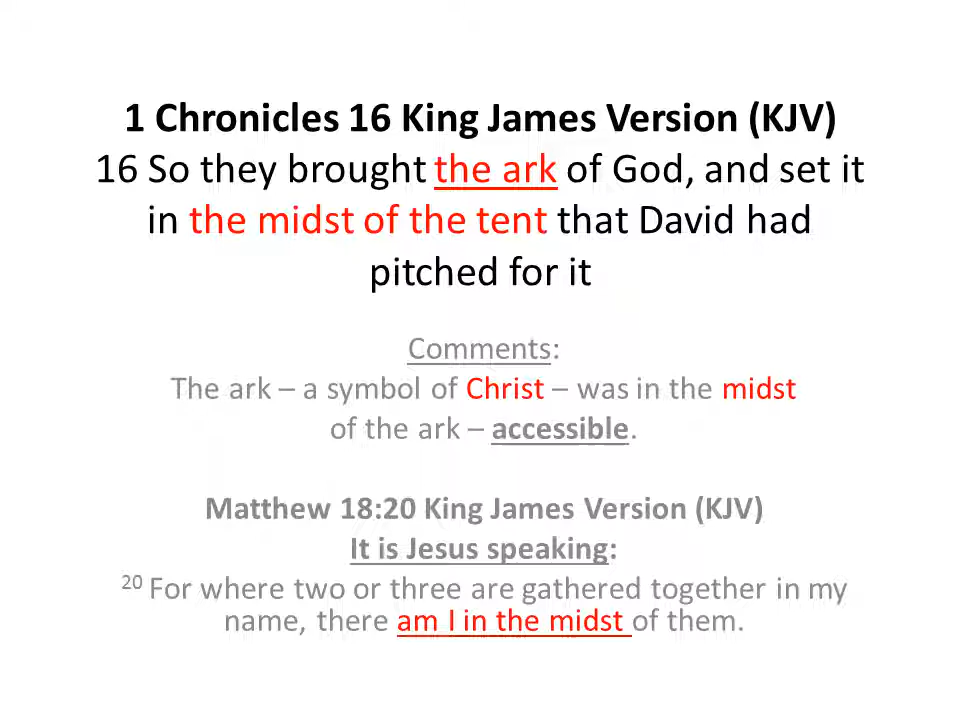 1 Chronicles 16 King James Version (KJV)
16 So they brought the ark of God, and set it
in the midst of the tent that David had
pitched for it
Comments:
The ark – a symbol of Christ – was in the midst
of the ark – accessible.
Matthew 18:20 King James Version (KJV)
It is Jesus speaking:
20 For where two or three are gathered together in my
name, there am I in the midst of them.